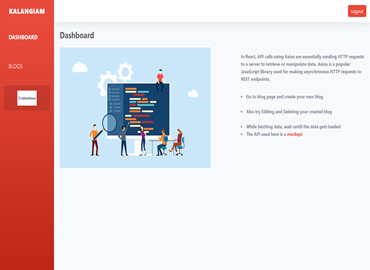 KALANGIAM
Logout
DASHBOARD
Dashboard
BLOGS
In React, API calls using Axios are essentially sending HTTP requests
to a server to retrieve or manipulate data. Axios is a popular
JavaScript library used for making asynchronous HTTP requests to
REST endpoints.
• Go to blog page and create your own blog
• Also try Editing and Deleting your created blog
• While fetching data, wait untill the data gets loaded
• The API used here is a mockapi